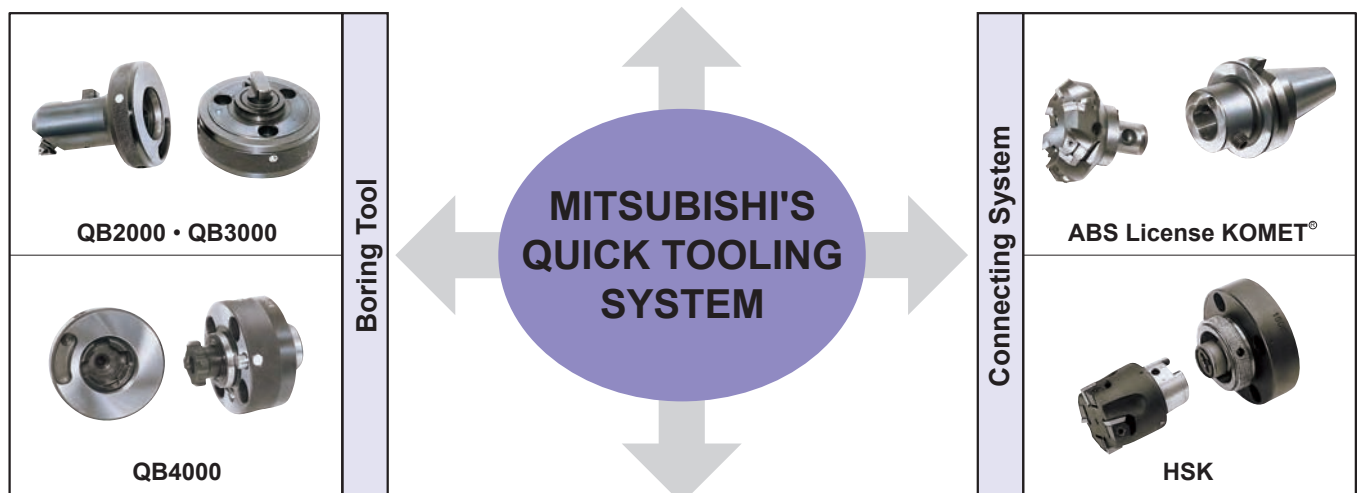 QB2000 • QB3000
QB4000
Boring Tool
MITSUBISHI'S
QUICK TOOLING
SYSTEM
Connecting System
ABS License KOMET®
HSK